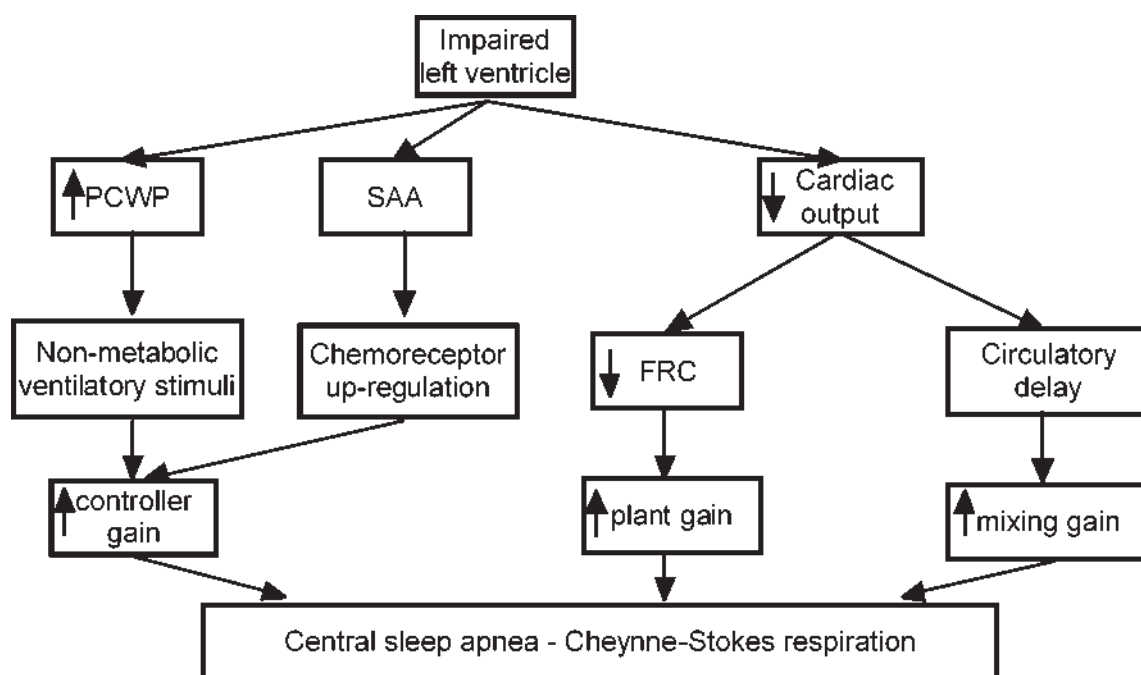 Impaired
left ventricle
PCWP
SAA
Cardiac
output
Non-metabolic
ventilatory stimuli
Chemoreceptor
up-regulation
FRC
Circulatory
delay
controller
gain
plant gain
mixing gain
Central sleep apnea - Cheynne-Stokes respiration